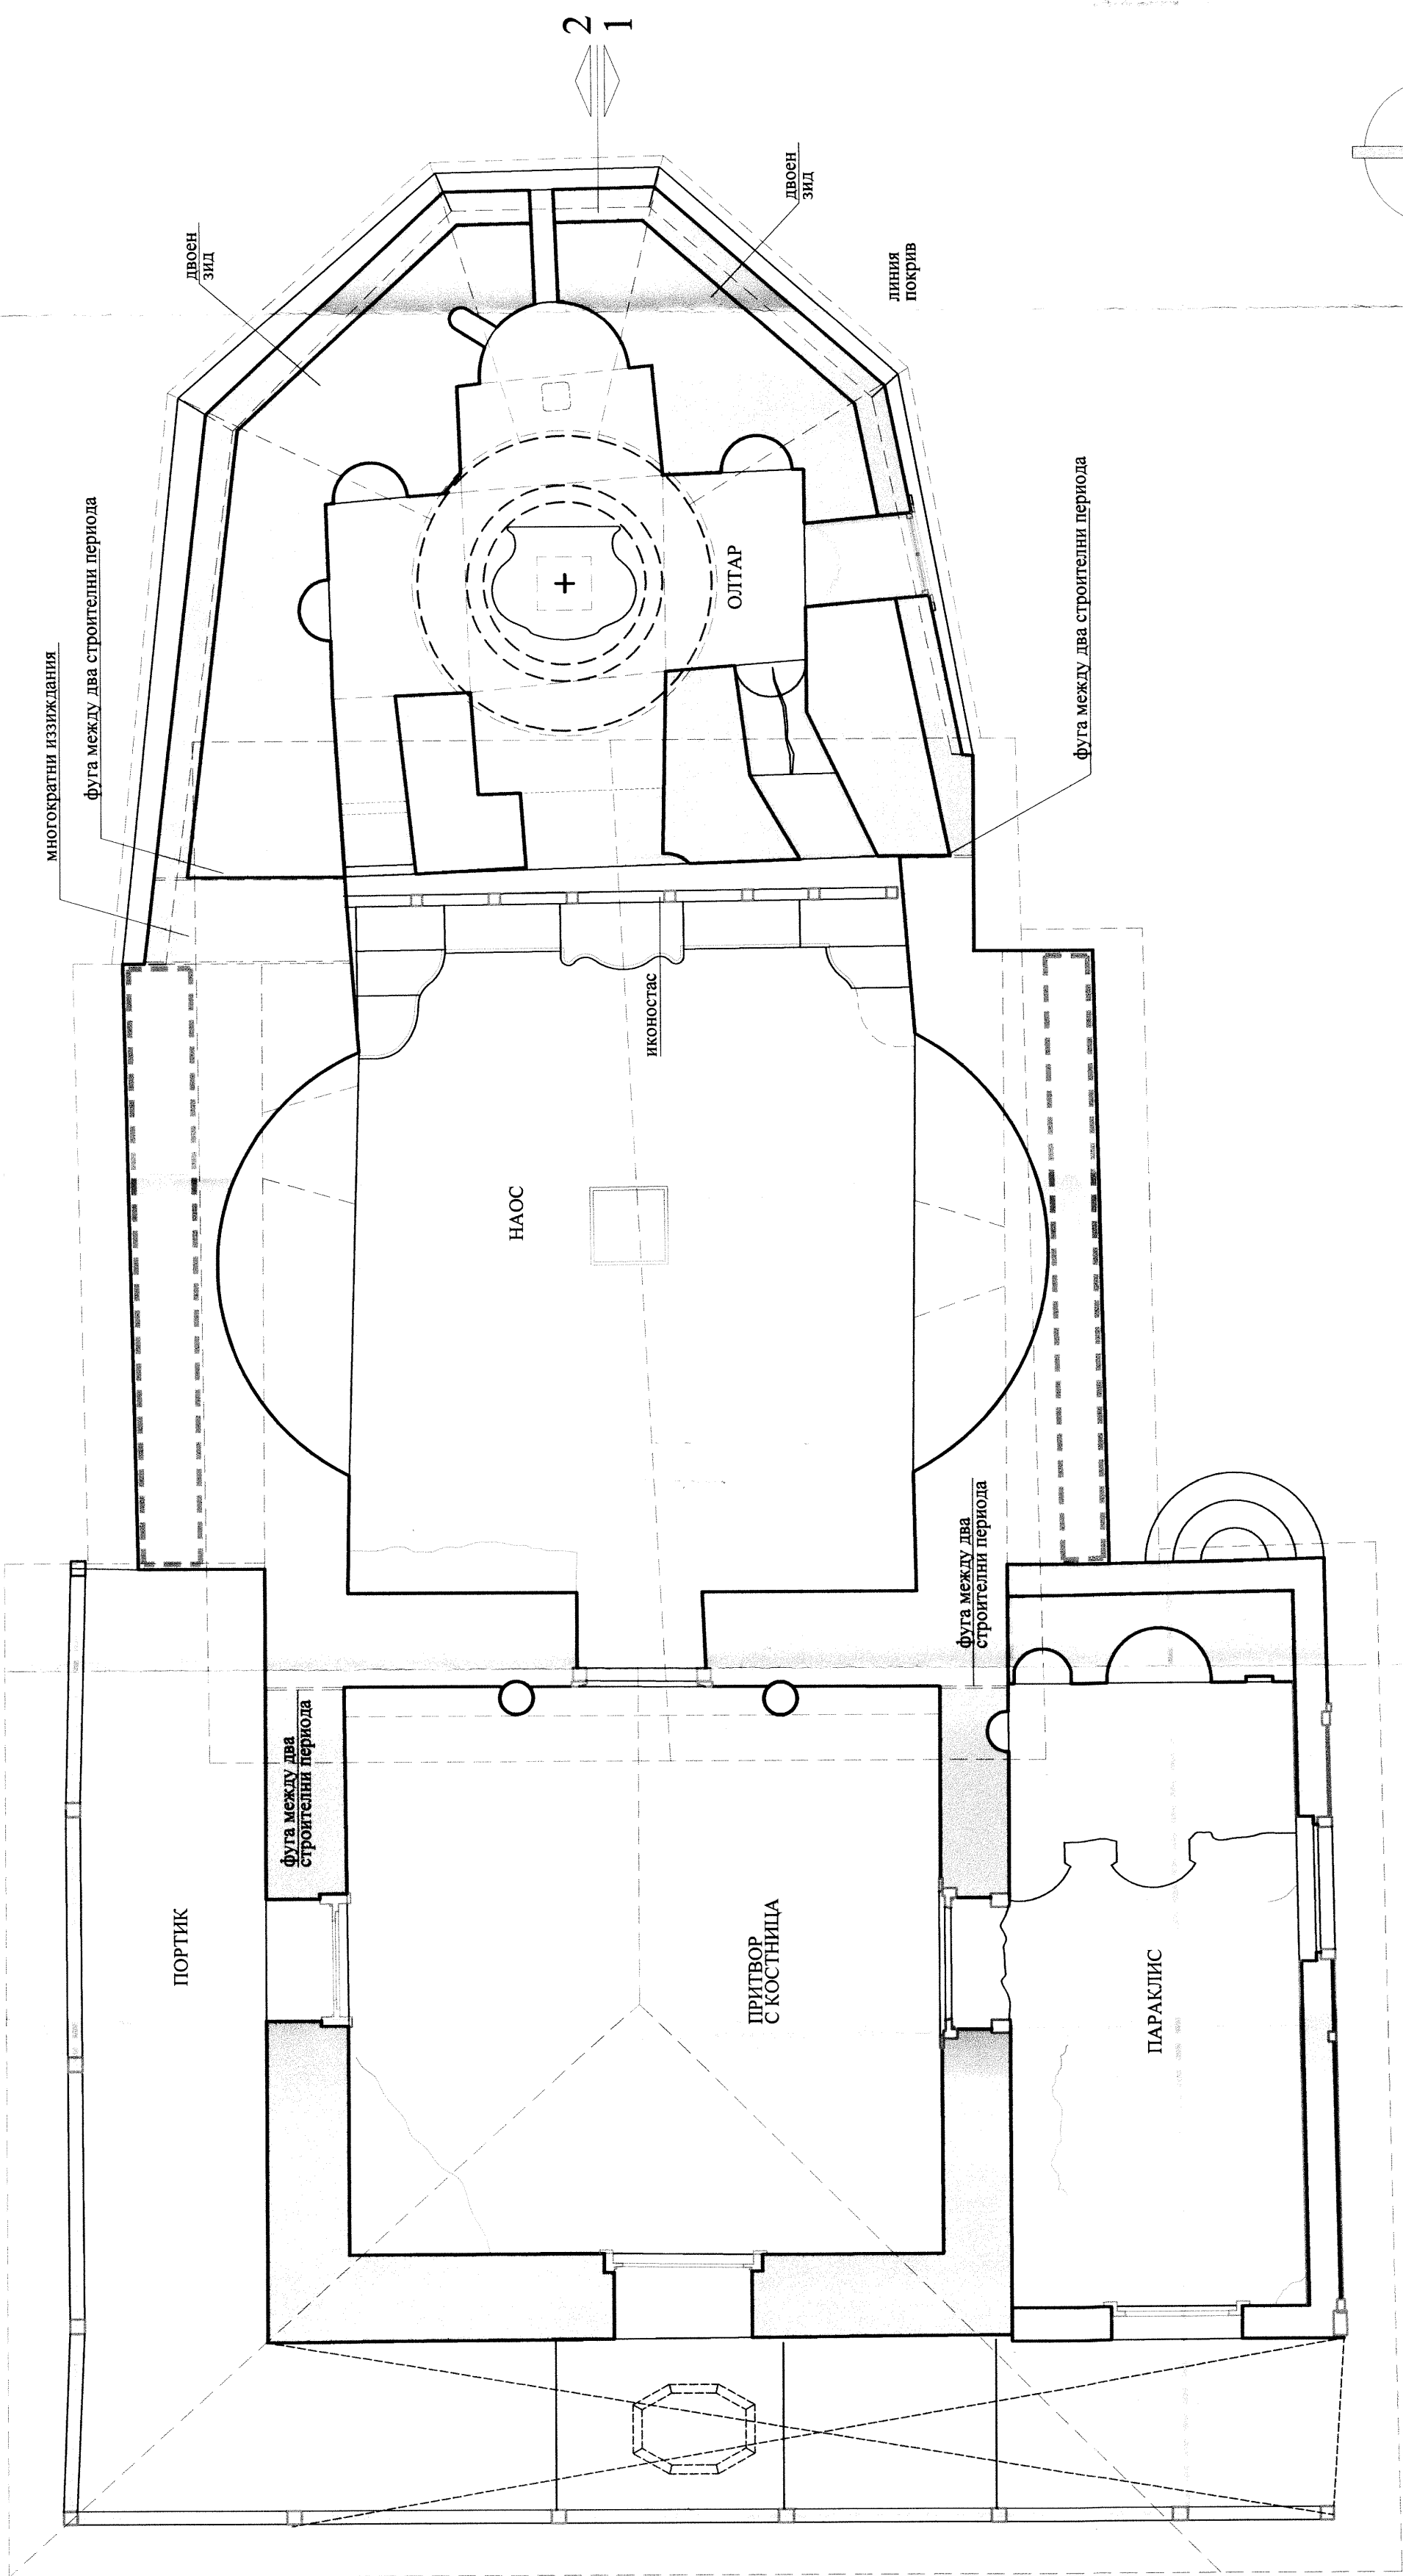 2
1
двоен
зид
двоен
зид
линия
покрив
многократни иззиждания
фуга между два строителни периода
фуга между два строителни периода
ОЛТАР
иконостас
НАОС
фуга между два
строителни периода
фуга между два
строителни периода
ПОРТИК
ПРИТВОР
С КОСТНИЦА
ПАРАКЛИС